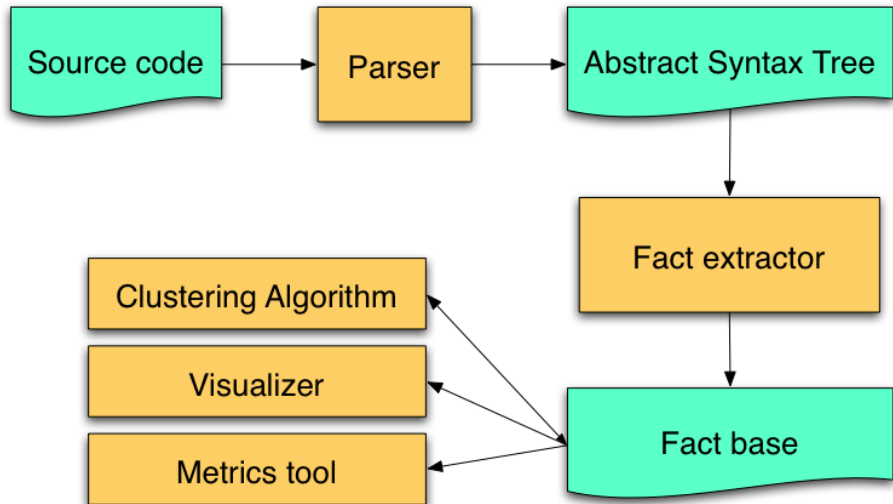 Source code
Parser
Abstract Syntax Tree
Fact extractor
Clustering Algorithm
Visualizer
Fact base
Metrics tool